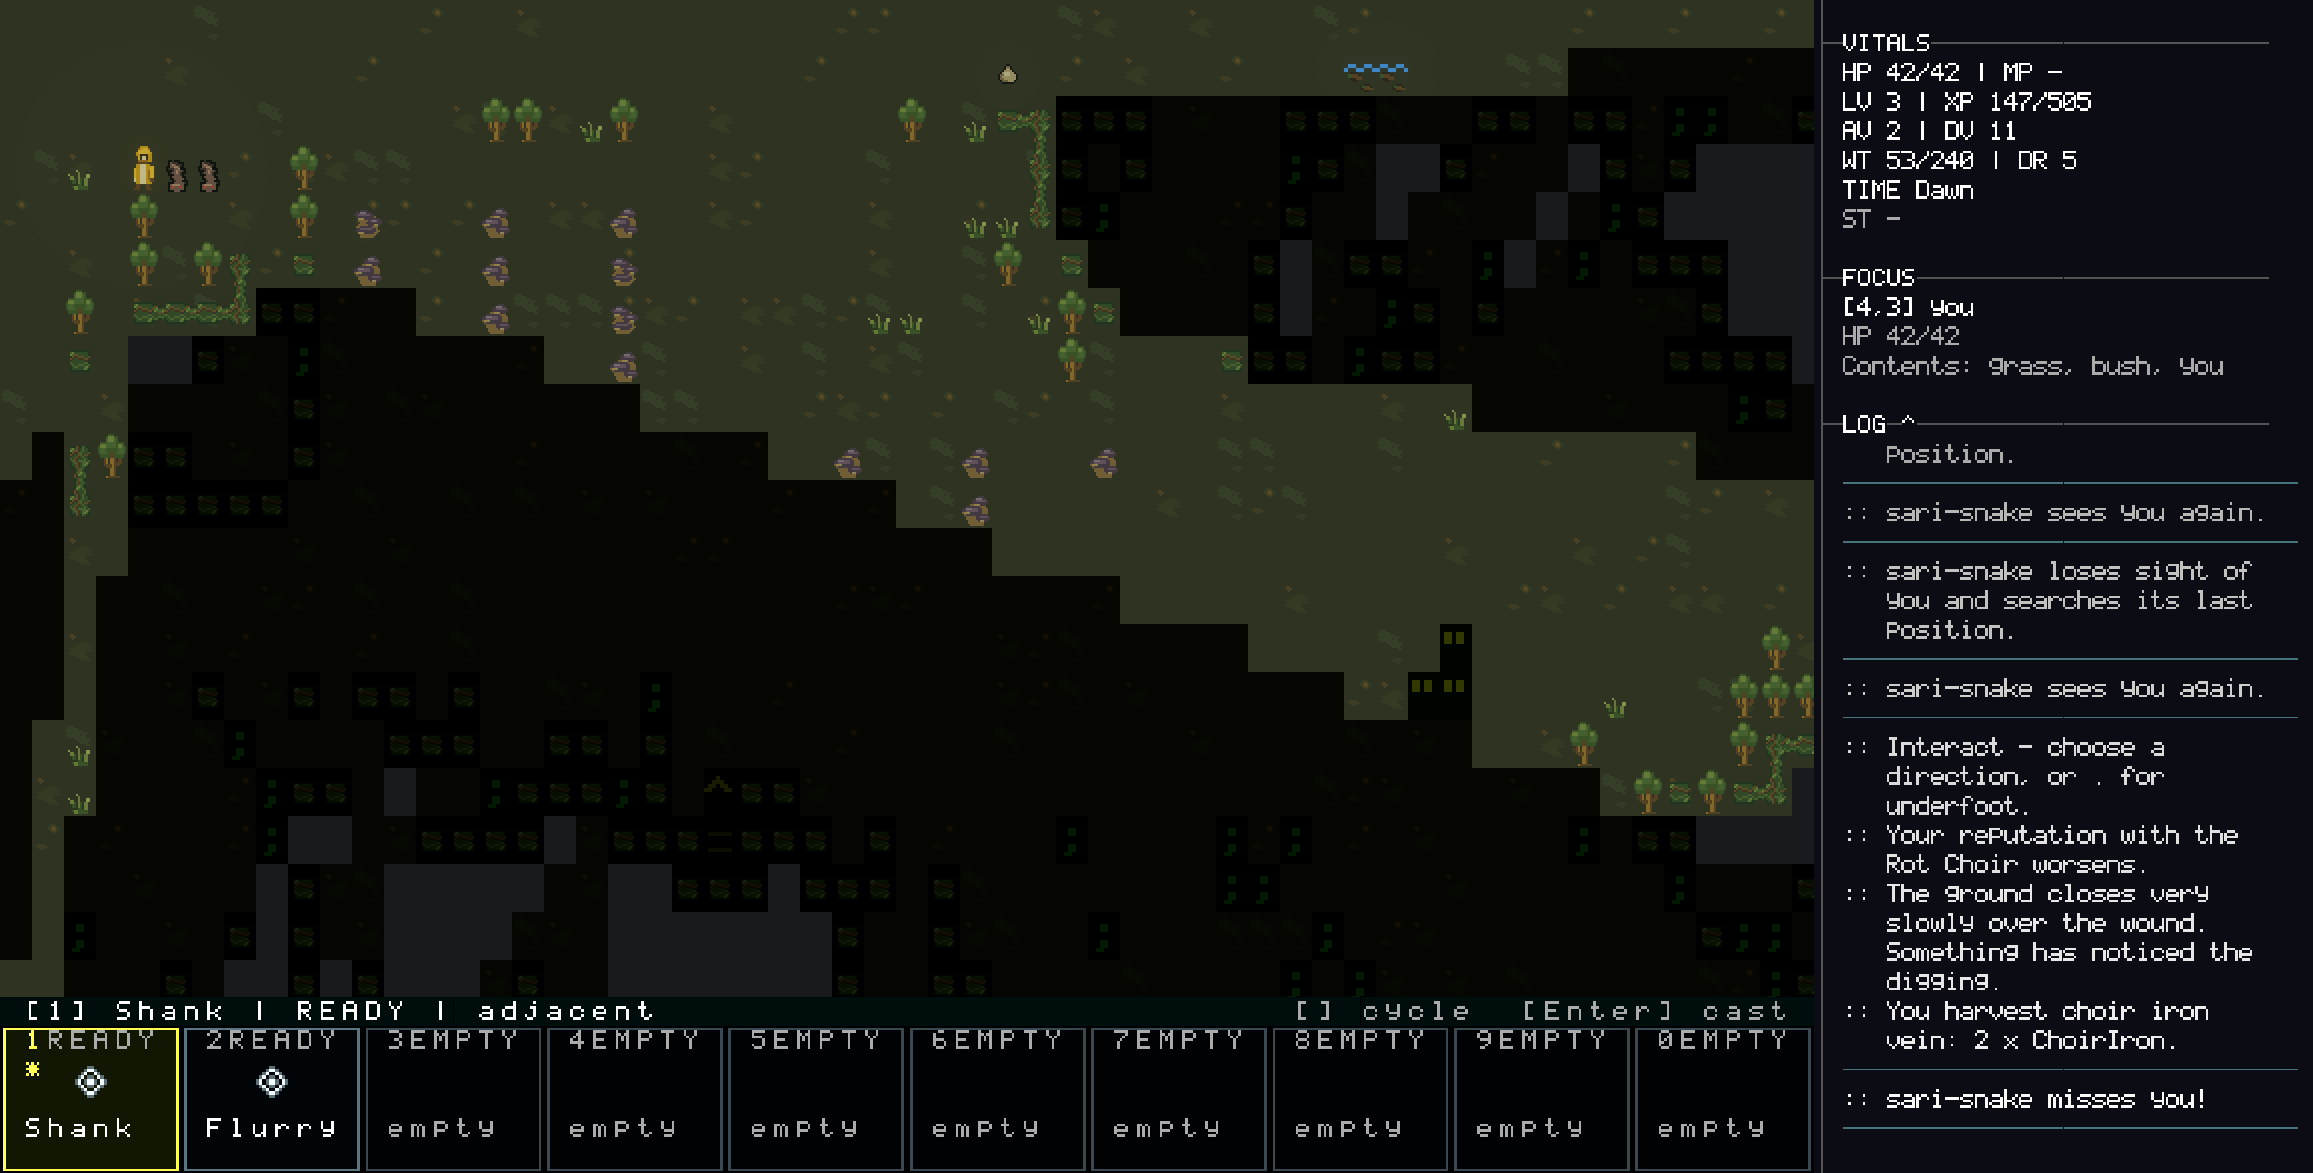 VITALS
HP 42/42 | MP -
LV 3 | XP 147/505
AV 2 | DV 11
WT 53/240 | DR 5
TIME Dawn
ST -
FOCUS
[4,3] You
HP 42/42
Contents: grass, bush, You
LOG ^
Position.
:: sari-snake sees You again.
:: sari-snake loses sight of
You and searches its last
Position.
:: sari-snake sees You again.
:: Interact - choose a
direction, or . for
underfoot.
:: Your rePutation with the
Rot Choir worsens.
:: The ground closes very
slowly over the wound.
Something has noticed the
digging.
:: You harvest choir iron
vein: 2 x ChoirIron.
:: sari-snake misses You!
[1] Shank | READY | adjacent
[] cycle [Enter] cast
1READY 2READY 3EMPTY 4EMPTY 5EMPTY 6EMPTY 7EMPTY 8EMPTY 9EMPTY 0EMPTY
Shank Flurry empty empty empty empty empty empty empty empty